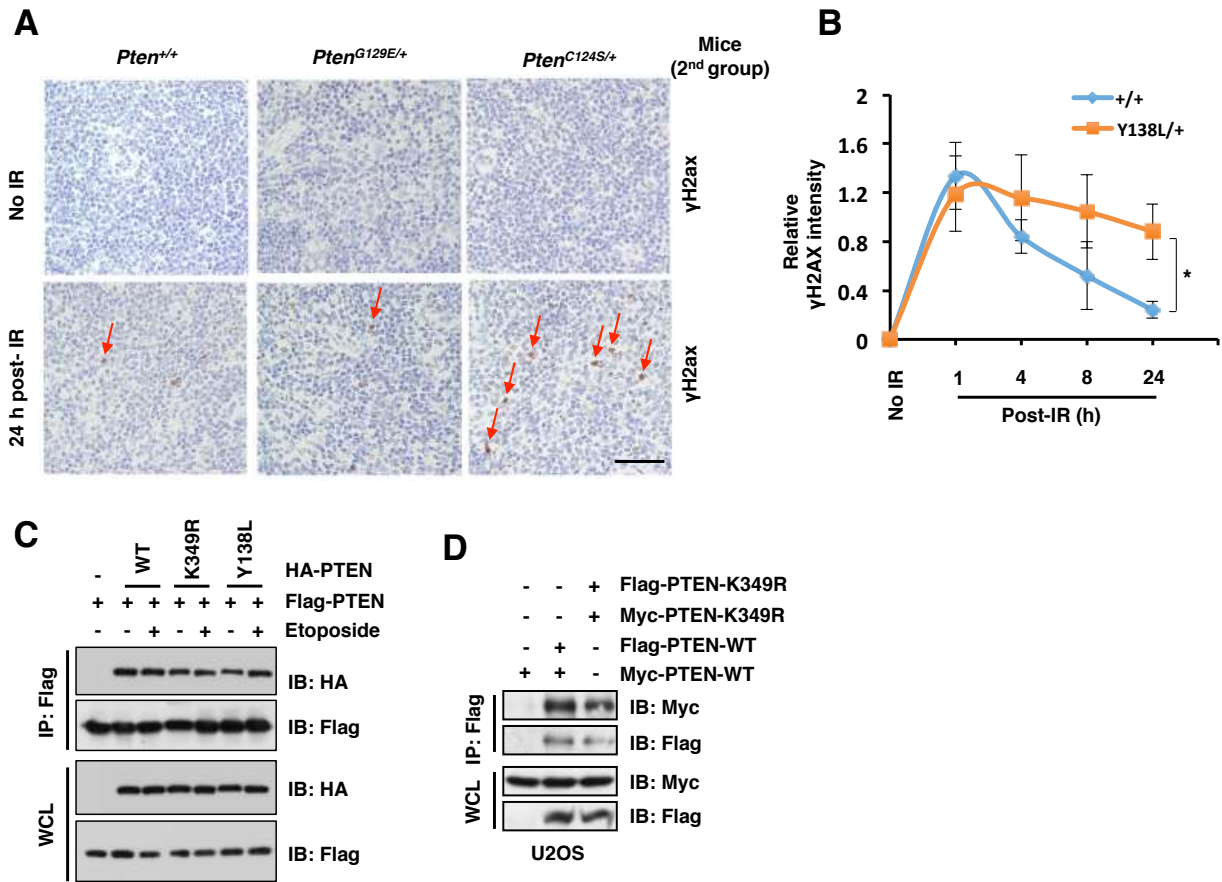 A
Pten+/+
PtenG129E/+
PtenC124S/+
Mice
(2nd group)
No IR
γH2ax
24 h post- IR
γH2ax
B
+/+
Y138L/+
Relative
γH2AX intensity
2
1.6
1.2
0.8
0.4
0
*
No IR
1 4 8 24
Post-IR (h)
C
- WT K349R Y138L HA-PTEN
+ + + + + + + Flag-PTEN
- - + - + - + Etoposide
IP: Flag
IB: HA
IB: Flag
WCL
IB: HA
IB: Flag
D
- - + Flag-PTEN-K349R
- - + Myc-PTEN-K349R
- + - Flag-PTEN-WT
+ + - Myc-PTEN-WT
IP: Flag
IB: Myc
IB: Flag
WCL
IB: Myc
IB: Flag
U2OS